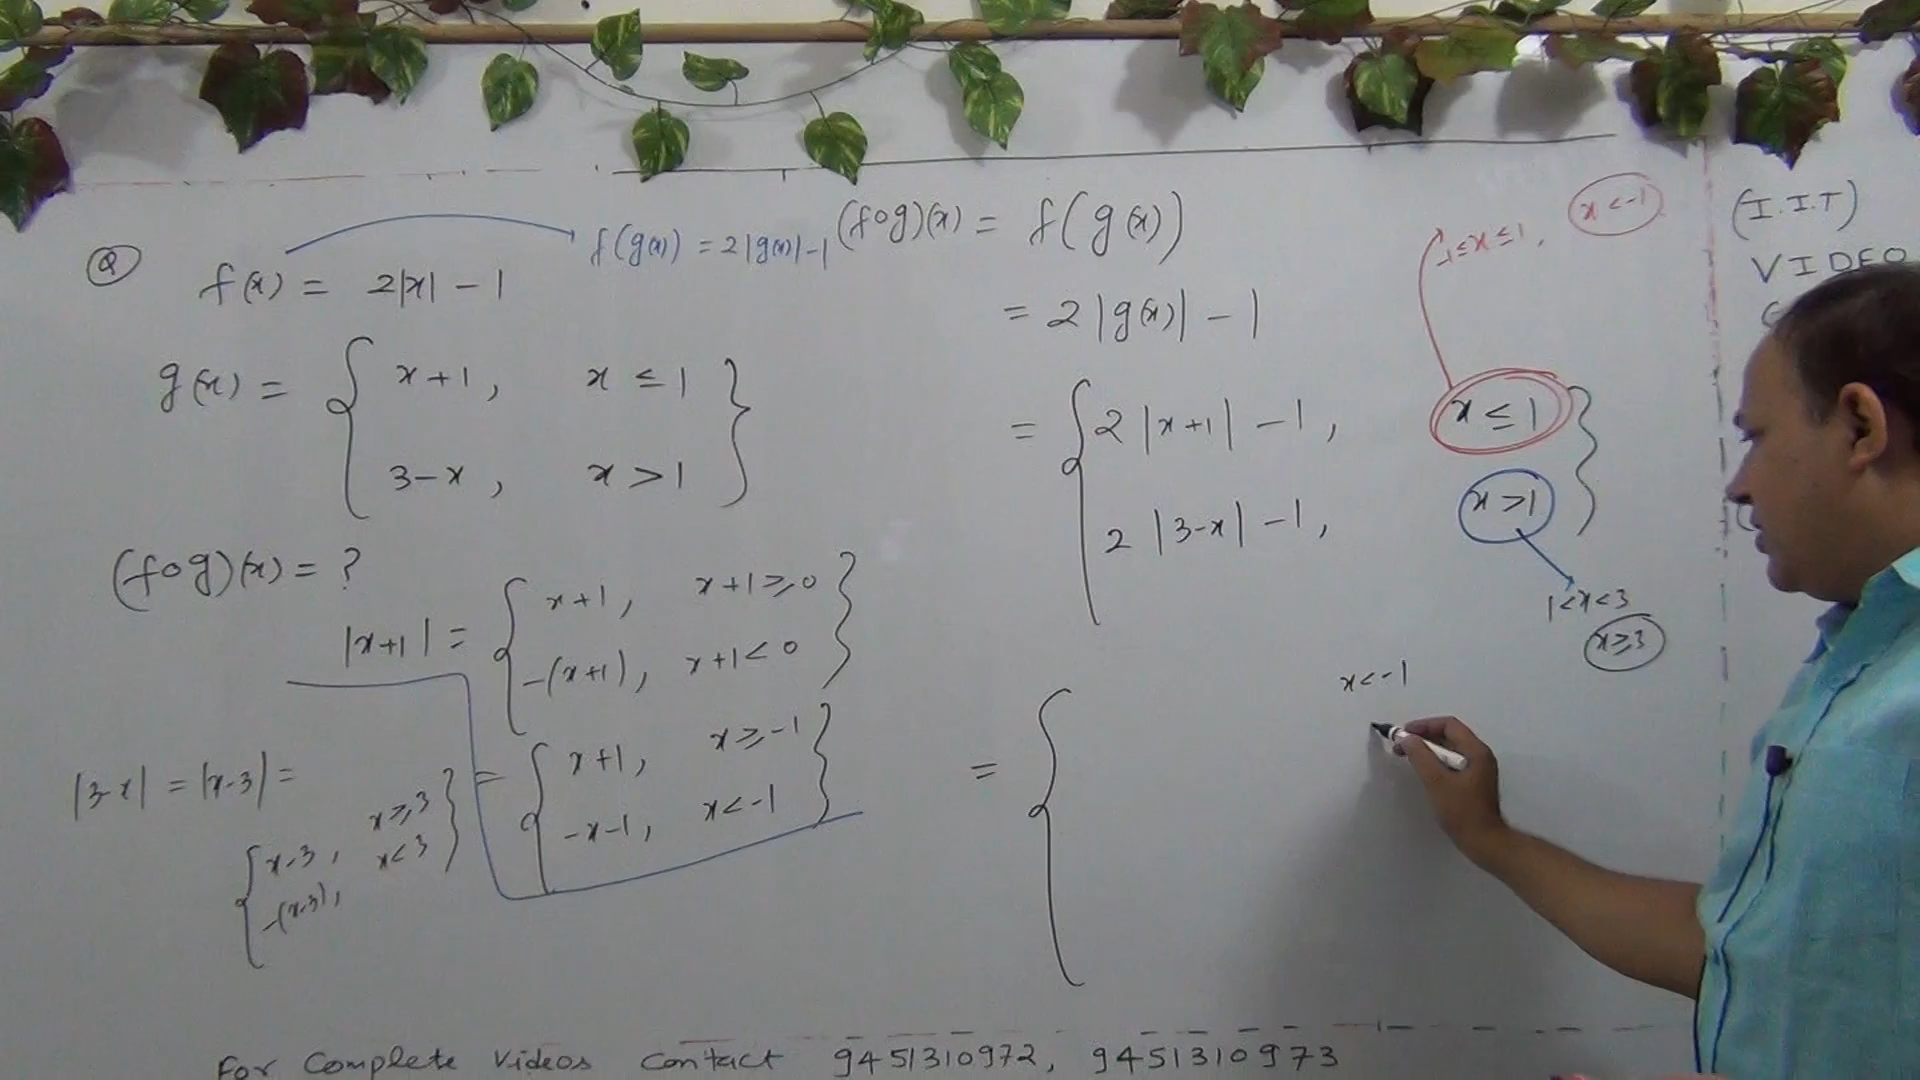 Q
f(x) = 2|x| - 1
f(g(x)) = 2|g(x)|-1
g(x) = { x+1 , x ≤ 1
3-x , x > 1 }
(fog)(x) = ?
|x+1| = { x+1 , x+1 ≥ 0
-(x+1) , x+1 < 0 }
= { x+1 , x ≥ -1
-x-1 , x < -1 }
|3-x| = |x-3| =
{ x-3 , x ≥ 3
-(x-3) , x < 3 }
(fog)(x) = f(g(x))
= 2|g(x)| - 1
= { 2|x+1| - 1 , x ≤ 1
2|3-x| - 1 , x > 1 }
-1≤x≤1, x<-1
1<x<3
x≥3
= { x < -1
(I.I.T)
VIDEO
For Complete Videos Contact 9451310972, 9451310973